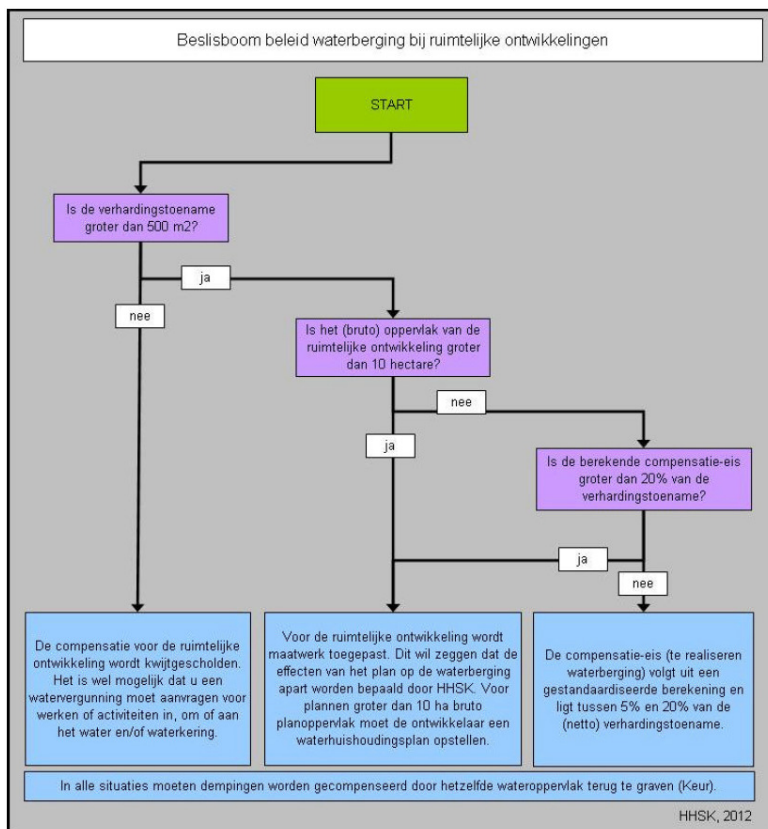 Beslisboom beleid waterberging bij ruimtelijke ontwikkelingen
START
Is de verhardingstoename
groter dan 500 m2?
ja
nee
Is het (bruto) oppervlak van de
ruimtelijke ontwikkeling groter
dan 10 hectare?
nee
ja
Is de berekende compensatie-eis
groter dan 20% van de
verhardingstoename?
ja
nee
De compensatie voor de ruimtelijke
ontwikkeling wordt kwijtgescholden.
Het is wel mogelijk dat u een
watervergunning moet aanvragen voor
werken of activiteiten in, om of aan
het water en/of waterkering.
Voor de ruimtelijke ontwikkeling wordt
maatwerk toegepast. Dit wil zeggen dat de
effecten van het plan op de waterberging
apart worden bepaald door HHSK. Voor
plannen groter dan 10 ha bruto
planoppervlak moet de ontwikkelaar een
waterhuishoudingsplan opstellen.
De compensatie-eis (te realiseren
waterberging) volgt uit een
gestandaardiseerde berekening en
ligt tussen 5% en 20% van de
(netto) verhardingstoename.
In alle situaties moeten dempingen worden gecompenseerd door hetzelfde wateroppervlak terug te graven (Keur).
HHSK, 2012